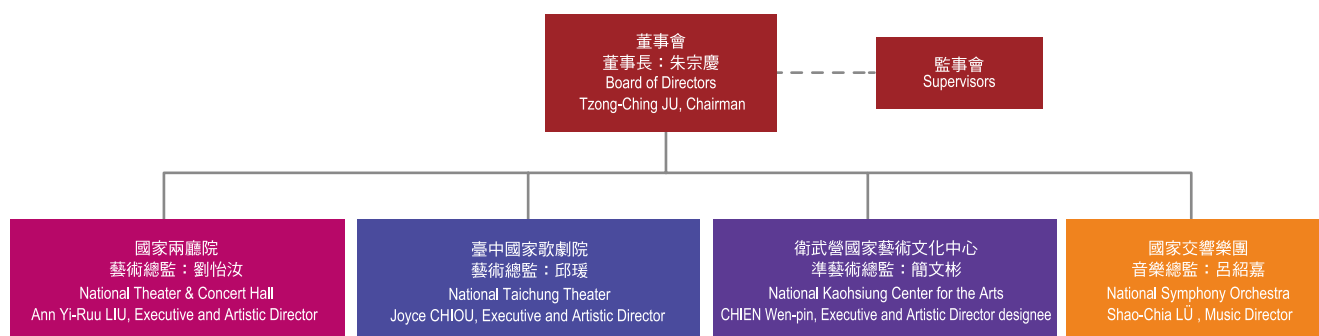 董事會
董事長：朱宗慶
Board of Directors
Tzong-Ching JU, Chairman
監事會
Supervisors
國家兩廳院
藝術總監：劉怡汝
National Theater & Concert Hall
Ann Yi-Ruu LIU, Executive and Artistic Director
臺中國家歌劇院
藝術總監：邱瑗
National Taichung Theater
Joyce CHIOU, Executive and Artistic Director
衛武營國家藝術文化中心
準藝術總監：簡文彬
National Kaohsiung Center for the Arts
CHIEN Wen-pin, Executive and Artistic Director designee
國家交響樂團
音樂總監：呂紹嘉
National Symphony Orchestra
Shao-Chia LÜ , Music Director